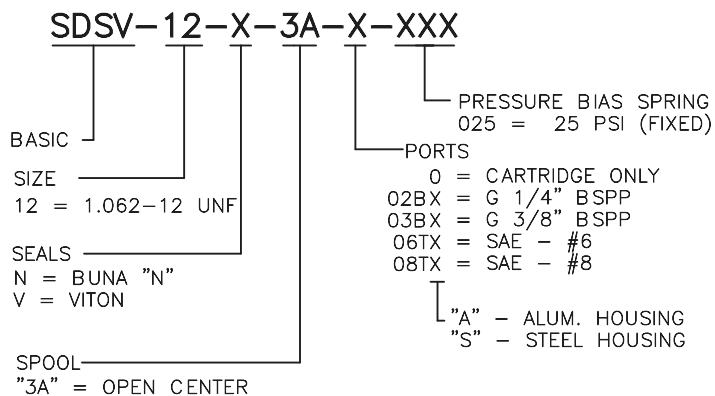 SDSV-12-X-3A-X-XXX
PRESSURE BIAS SPRING
025 = 25 PSI (FIXED)
BASIC
PORTS
0 = CARTRIDGE ONLY
02BX = G 1/4" BSPP
03BX = G 3/8" BSPP
06TX = SAE - #6
08TX = SAE - #8
"A" - ALUM. HOUSING
"S" - STEEL HOUSING
SIZE
12 = 1.062-12 UNF
SEALS
N = BUNA "N"
V = VITON
SPOOL
"3A" = OPEN CENTER